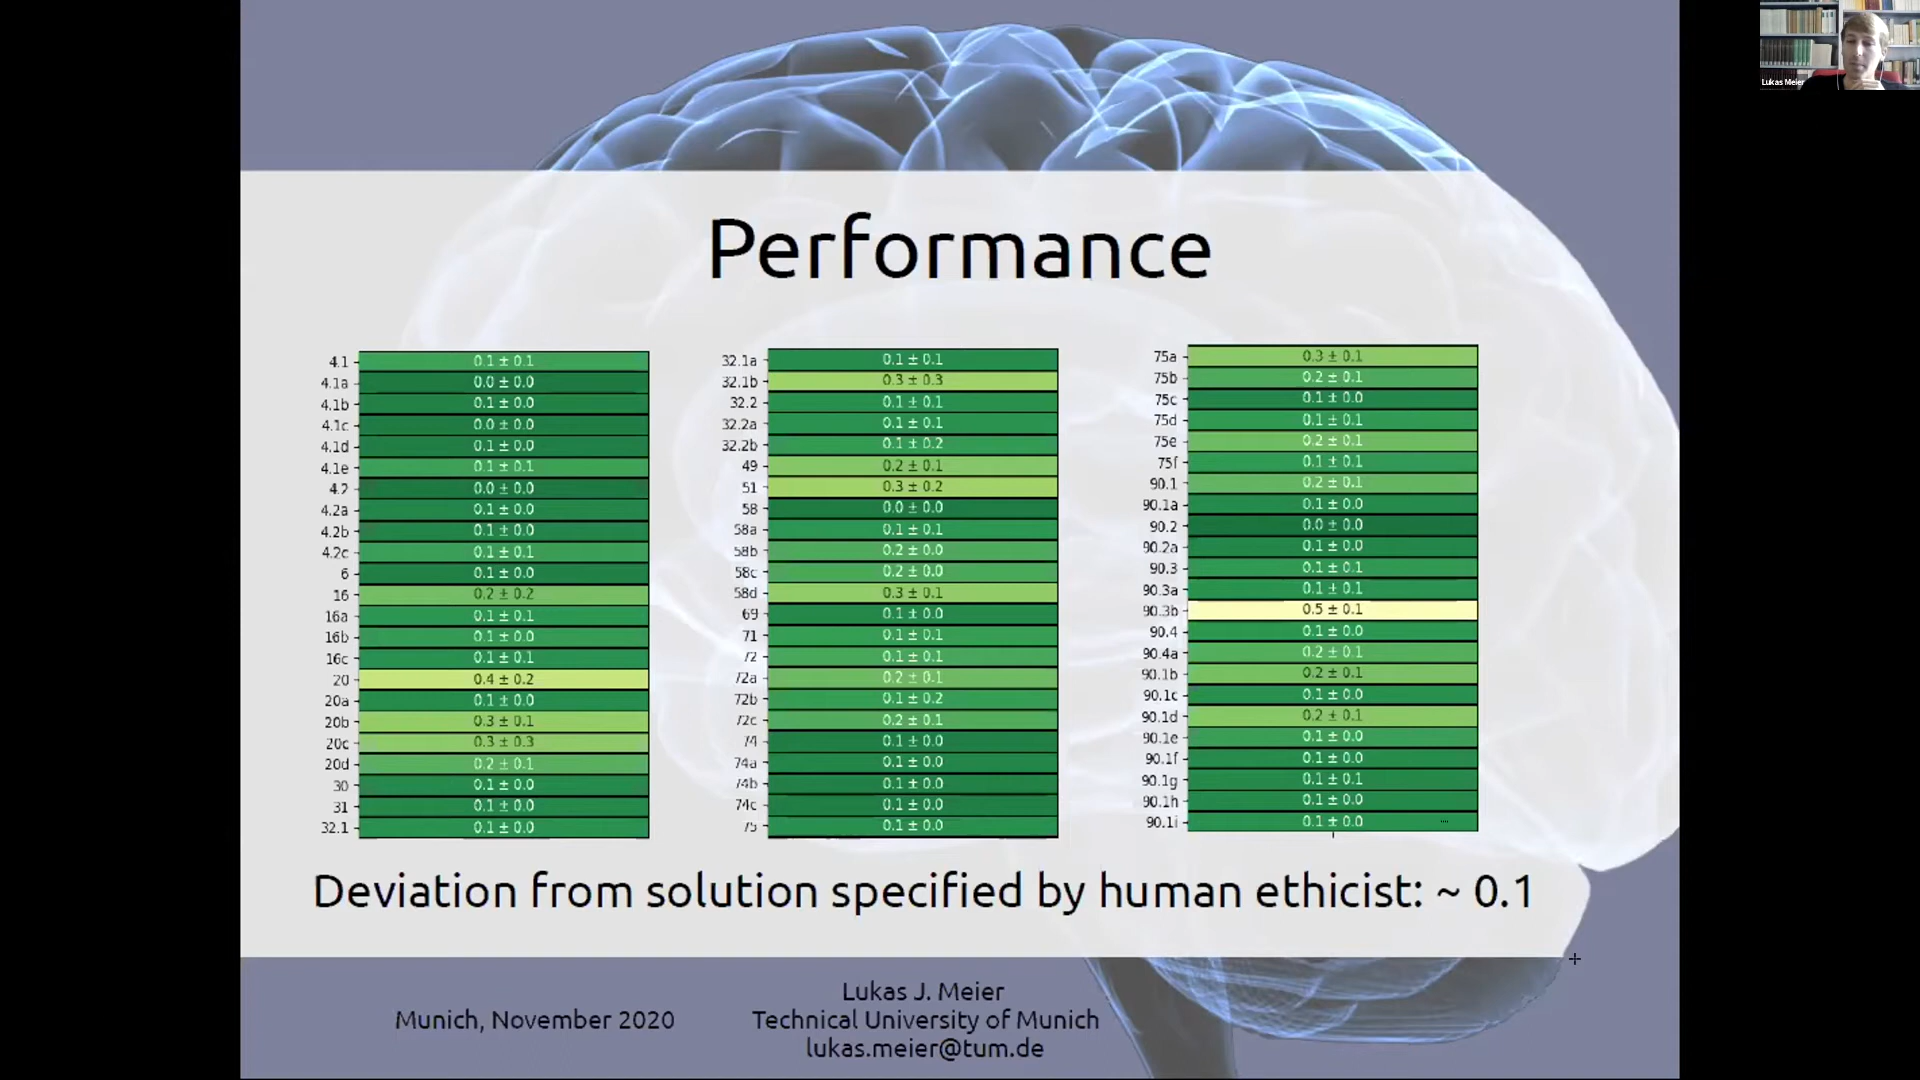 Lukas Meier
Performance
4.1 0.1 ± 0.1
4.1a 0.0 ± 0.0
4.1b 0.1 ± 0.0
4.1c 0.0 ± 0.0
4.1d 0.1 ± 0.0
4.1e 0.1 ± 0.1
4.2 0.0 ± 0.0
4.2a 0.1 ± 0.0
4.2b 0.1 ± 0.0
4.2c 0.1 ± 0.1
6 0.1 ± 0.0
16 0.2 ± 0.2
16a 0.1 ± 0.1
16b 0.1 ± 0.0
16c 0.1 ± 0.1
20 0.4 ± 0.2
20a 0.1 ± 0.0
20b 0.3 ± 0.1
20c 0.3 ± 0.3
20d 0.2 ± 0.1
30 0.1 ± 0.0
31 0.1 ± 0.0
32.1 0.1 ± 0.0
32.1a 0.1 ± 0.1
32.1b 0.3 ± 0.3
32.2 0.1 ± 0.1
32.2a 0.1 ± 0.1
32.2b 0.1 ± 0.2
49 0.2 ± 0.1
51 0.3 ± 0.2
58 0.0 ± 0.0
58a 0.1 ± 0.1
58b 0.2 ± 0.0
58c 0.2 ± 0.0
58d 0.3 ± 0.1
69 0.1 ± 0.0
71 0.1 ± 0.1
72 0.1 ± 0.1
72a 0.2 ± 0.1
72b 0.1 ± 0.2
72c 0.2 ± 0.1
74 0.1 ± 0.0
74a 0.1 ± 0.0
74b 0.1 ± 0.0
74c 0.1 ± 0.0
75 0.1 ± 0.0
75a 0.3 ± 0.1
75b 0.2 ± 0.1
75c 0.1 ± 0.0
75d 0.1 ± 0.1
75e 0.2 ± 0.1
75f 0.1 ± 0.1
90.1 0.2 ± 0.1
90.1a 0.1 ± 0.0
90.2 0.0 ± 0.0
90.2a 0.1 ± 0.0
90.3 0.1 ± 0.1
90.3a 0.1 ± 0.1
90.3b 0.5 ± 0.1
90.4 0.1 ± 0.0
90.4a 0.2 ± 0.1
90.1b 0.2 ± 0.1
90.1c 0.1 ± 0.0
90.1d 0.2 ± 0.1
90.1e 0.1 ± 0.0
90.1f 0.1 ± 0.0
90.1g 0.1 ± 0.1
90.1h 0.1 ± 0.0
90.1i 0.1 ± 0.0
Deviation from solution specified by human ethicist: ~ 0.1
Munich, November 2020
Lukas J. Meier
Technical University of Munich
lukas.meier@tum.de